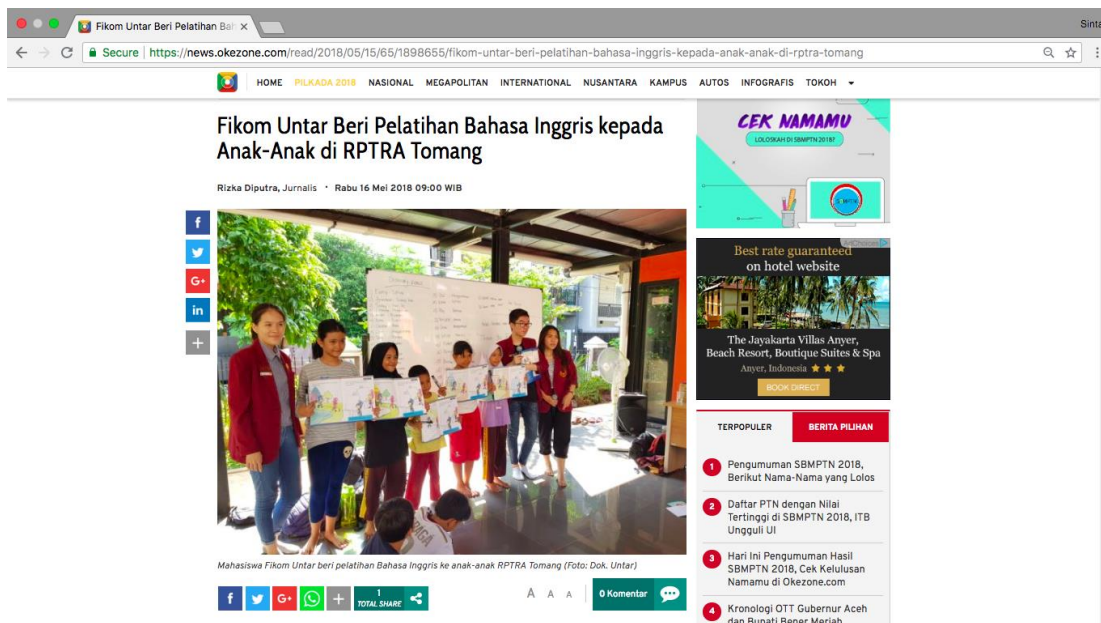 Sinta
Fikom Untar Beri Pelatihan Bah
Secure https://news.okezone.com/read/2018/05/15/65/1898655/fikom-untar-beri-pelatihan-bahasa-inggris-kepada-anak-anak-di-rptra-tomang
HOME PILKADA 2018 NASIONAL MEGAPOLITAN INTERNATIONAL NUSANTARA KAMPUS AUTOS INFOGRAFIS TOKOH
Fikom Untar Beri Pelatihan Bahasa Inggris kepada
Anak-Anak di RPTRA Tomang
Rizka Diputra, Jurnalis • Rabu 16 Mei 2018 09:00 WIB
f
G+
in
+
Mahasiswa Fikom Untar beri pelatihan Bahasa Inggris ke anak-anak RPTRA Tomang (Foto: Dok. Untar)
f G+ + 1
TOTAL SHARE
A A A
0 Komentar
CEK NAMAMU
LOLOSKAH DI SBMPTN 2018?
AdChoices
Best rate guaranteed
on hotel website
The Jayakarta Villas Anyer,
Beach Resort, Boutique Suites & Spa
Anyer, Indonesia ★ ★ ★
BOOK DIRECT
TERPOPULER BERITA PILIHAN
1 Pengumuman SBMPTN 2018,
Berikut Nama-Nama yang Lolos
2 Daftar PTN dengan Nilai
Tertinggi di SBMPTN 2018, ITB
Ungguli UI
3 Hari Ini Pengumuman Hasil
SBMPTN 2018, Cek Kelulusan
Namamu di Okezone.com
4 Kronologi OTT Gubernur Aceh
dan Bupati Bener Meriah